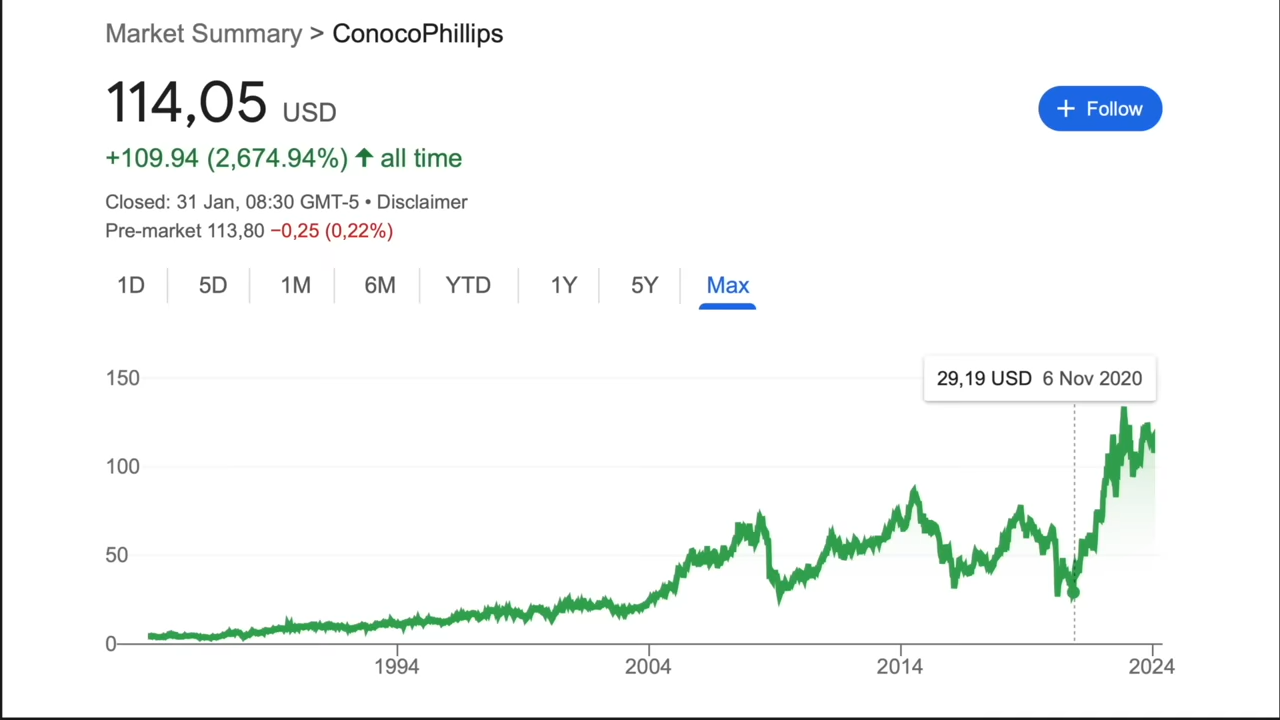 Market Summary > ConocoPhillips
114,05 USD
+ Follow
+109.94 (2,674.94%) ↑ all time
Closed: 31 Jan, 08:30 GMT-5 • Disclaimer
Pre-market 113,80 −0,25 (0,22%)
1D 5D 1M 6M YTD 1Y 5Y Max
29,19 USD 6 Nov 2020
150
100
50
0
1994 2004 2014 2024